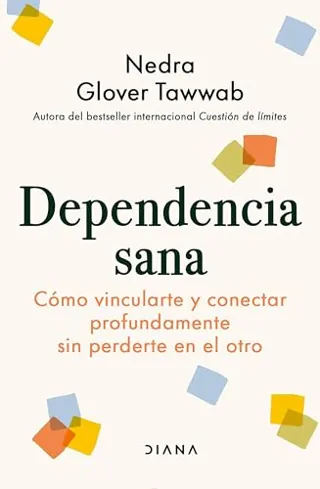 Nedra
Glover Tawwab
Autora del bestseller internacional Cuestión de límites
Dependencia
sana
Cómo vincularte y conectar
profundamente
sin perderte en el otro
DIANA